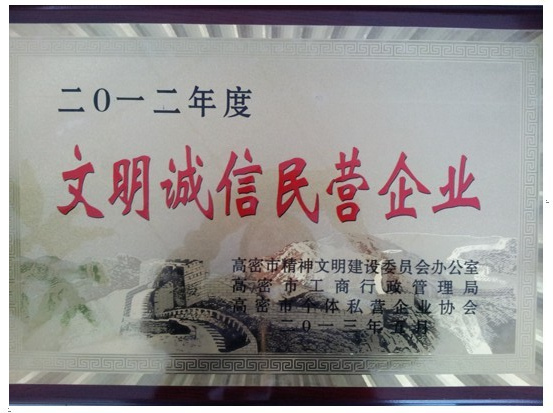 二〇一二年度
文明诚信民营企业
高密市精神文明建设委员会办公室
高密市工商行政管理局
高密市个体私营企业协会
二〇一三年五月